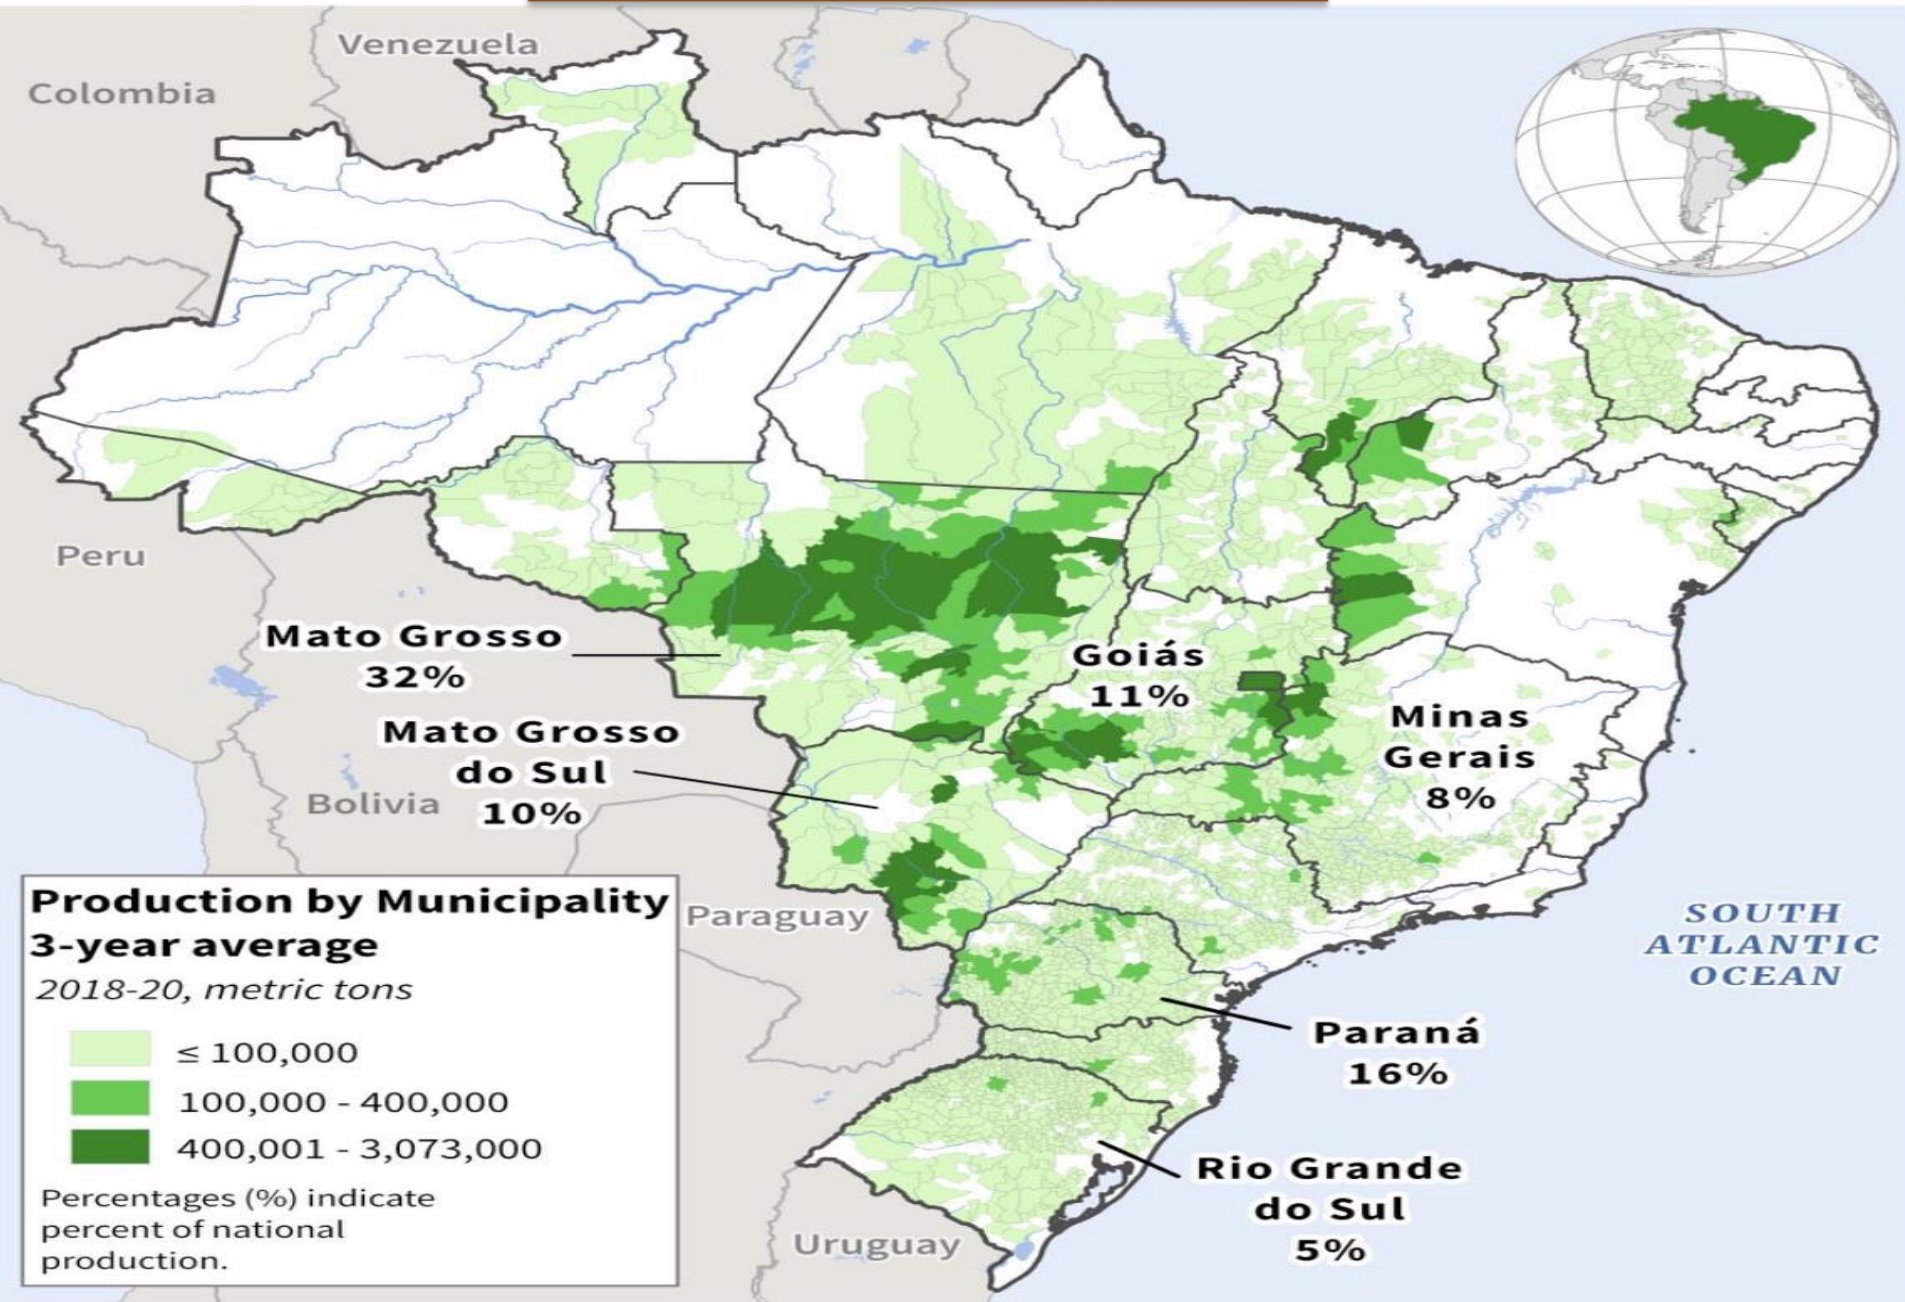 Venezuela
Colombia
Peru
Mato Grosso
32%
Goiás
11%
Mato Grosso
do Sul
10%
Minas
Gerais
8%
Bolivia
Production by Municipality
3-year average
2018-20, metric tons
≤ 100,000
100,000 - 400,000
400,001 - 3,073,000
Percentages (%) indicate
percent of national
production.
Paraguay
SOUTH
ATLANTIC
OCEAN
Paraná
16%
Rio Grande
do Sul
5%
Uruguay